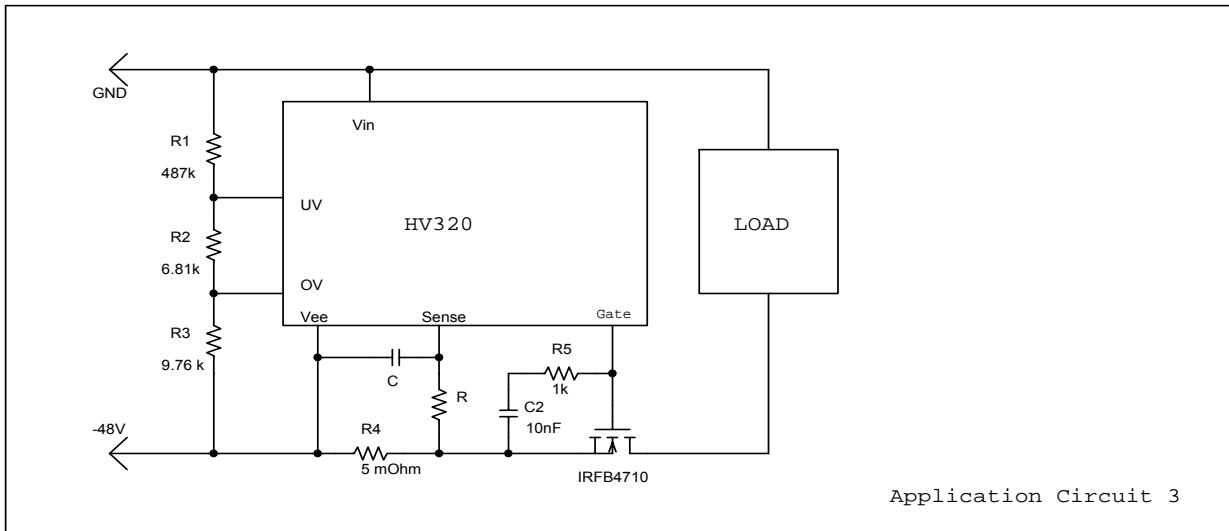 GND
Vin
R1
487k
UV
HV320
LOAD
R2
6.81k
OV
R3
9.76 k
Vee
Sense
Gate
C
R
R5
1k
C2
10nF
-48V
R4
5 mOhm
IRFB4710
Application Circuit 3